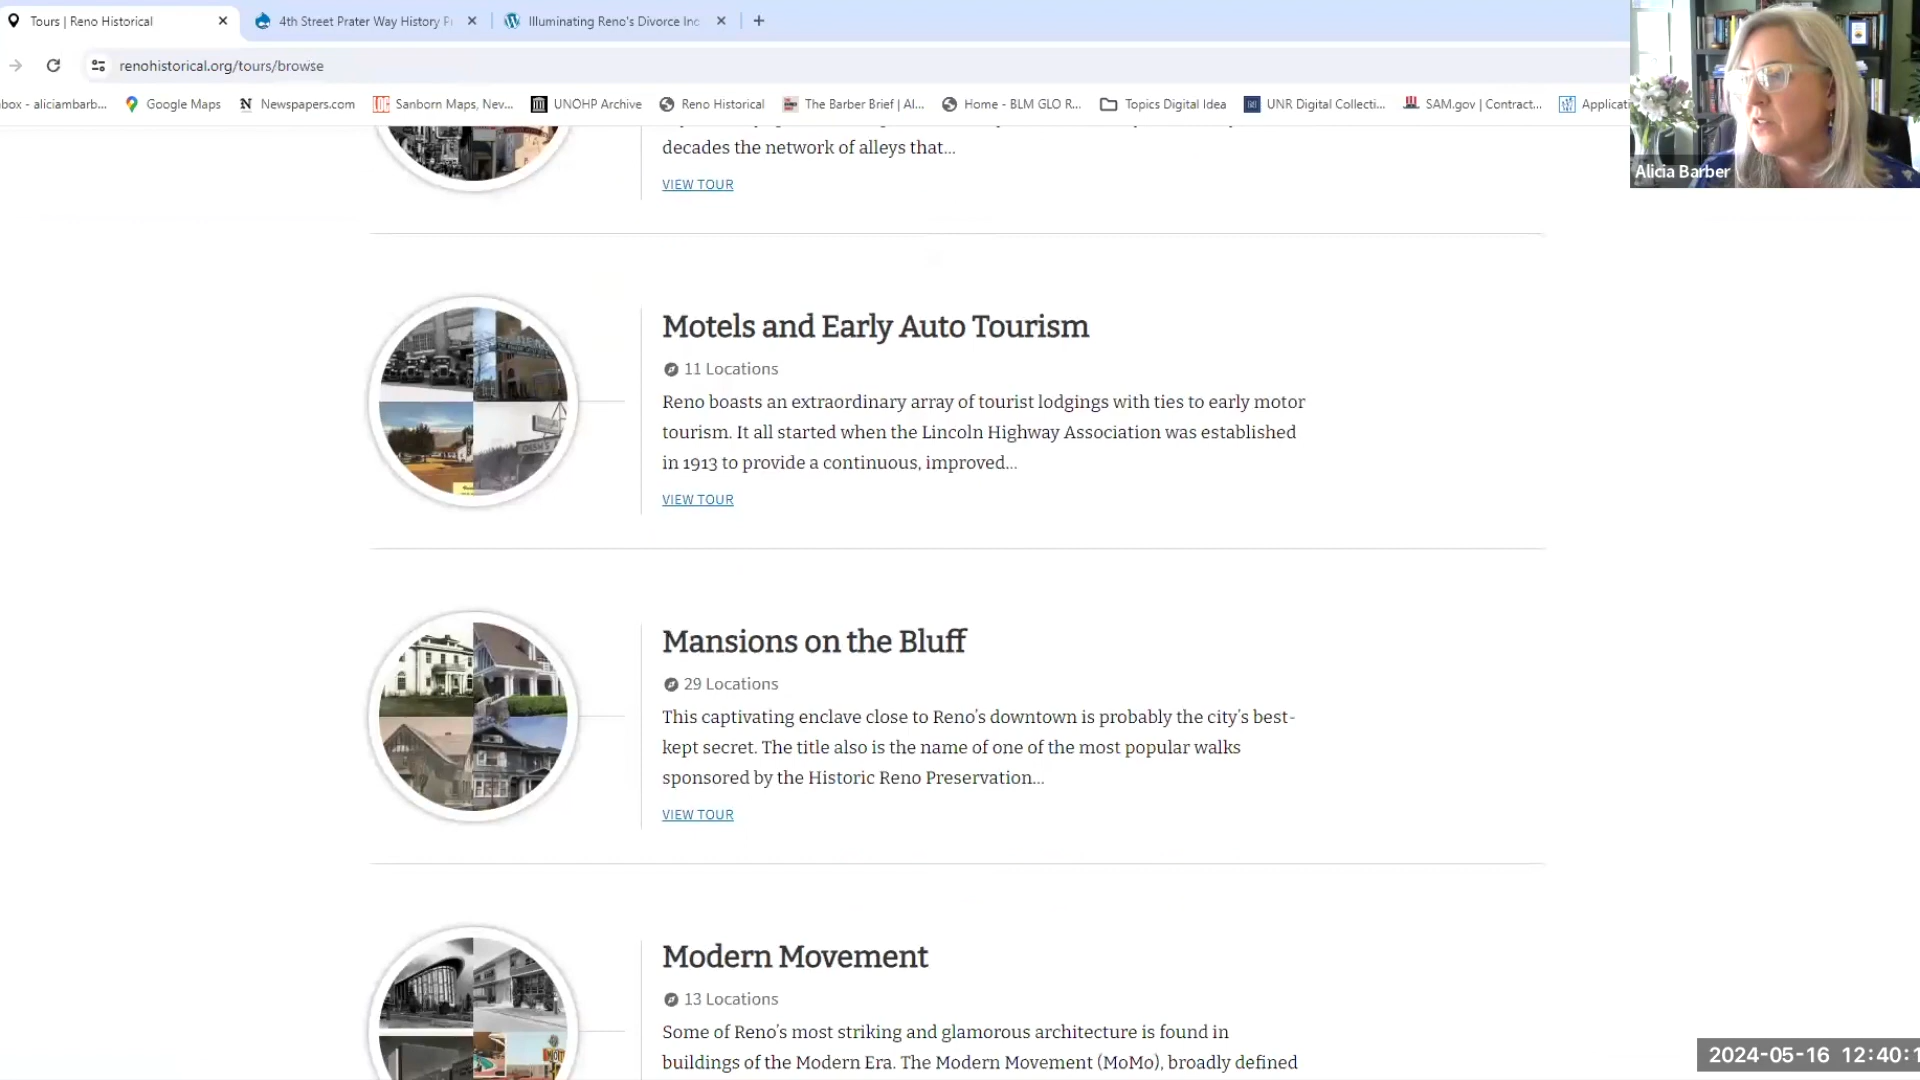 Tours | Reno Historical
4th Street Prater Way History P
Illuminating Reno's Divorce Ind
renohistorical.org/tours/browse
box - aliciambarb...
Google Maps
Newspapers.com
Sanborn Maps, Nev...
UNOHP Archive
Reno Historical
The Barber Brief | Al...
Home - BLM GLO R...
Topics Digital Idea
UNR Digital Collecti...
SAM.gov | Contract...
Applicati
Alicia Barber
decades the network of alleys that...
VIEW TOUR
Motels and Early Auto Tourism
11 Locations
Reno boasts an extraordinary array of tourist lodgings with ties to early motor
tourism. It all started when the Lincoln Highway Association was established
in 1913 to provide a continuous, improved...
VIEW TOUR
Mansions on the Bluff
29 Locations
This captivating enclave close to Reno's downtown is probably the city's best-
kept secret. The title also is the name of one of the most popular walks
sponsored by the Historic Reno Preservation...
VIEW TOUR
Modern Movement
13 Locations
Some of Reno's most striking and glamorous architecture is found in
buildings of the Modern Era. The Modern Movement (MoMo), broadly defined
2024-05-16 12:40:1